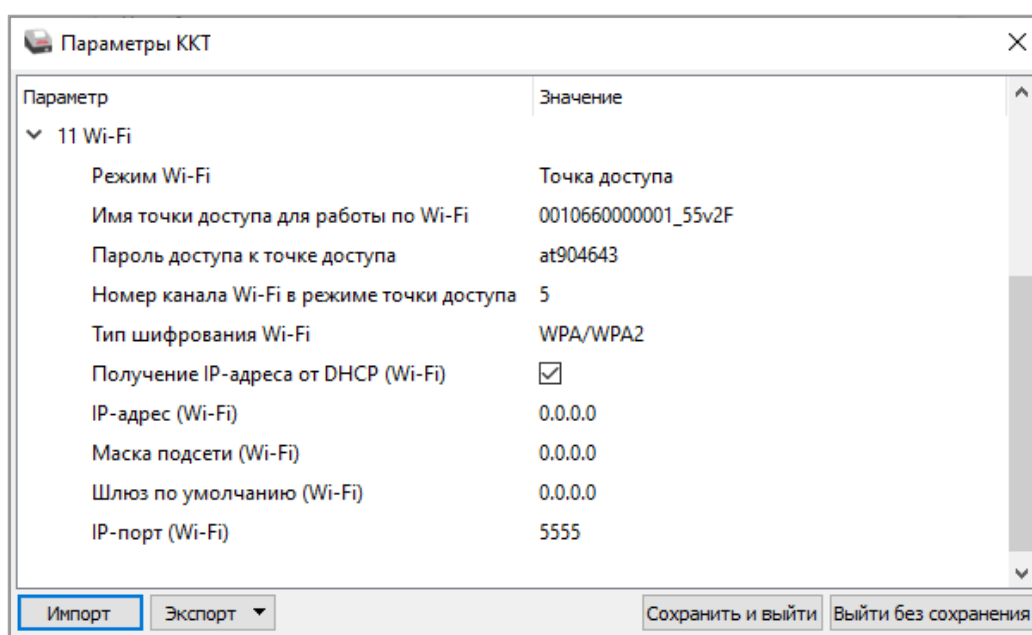 Параметры ККТ
Параметр Значение
11 Wi-Fi
Режим Wi-Fi Точка доступа
Имя точки доступа для работы по Wi-Fi 0010660000001_55v2F
Пароль доступа к точке доступа at904643
Номер канала Wi-Fi в режиме точки доступа 5
Тип шифрования Wi-Fi WPA/WPA2
Получение IP-адреса от DHCP (Wi-Fi)
IP-адрес (Wi-Fi) 0.0.0.0
Маска подсети (Wi-Fi) 0.0.0.0
Шлюз по умолчанию (Wi-Fi) 0.0.0.0
IP-порт (Wi-Fi) 5555
Импорт Экспорт Сохранить и выйти Выйти без сохранения